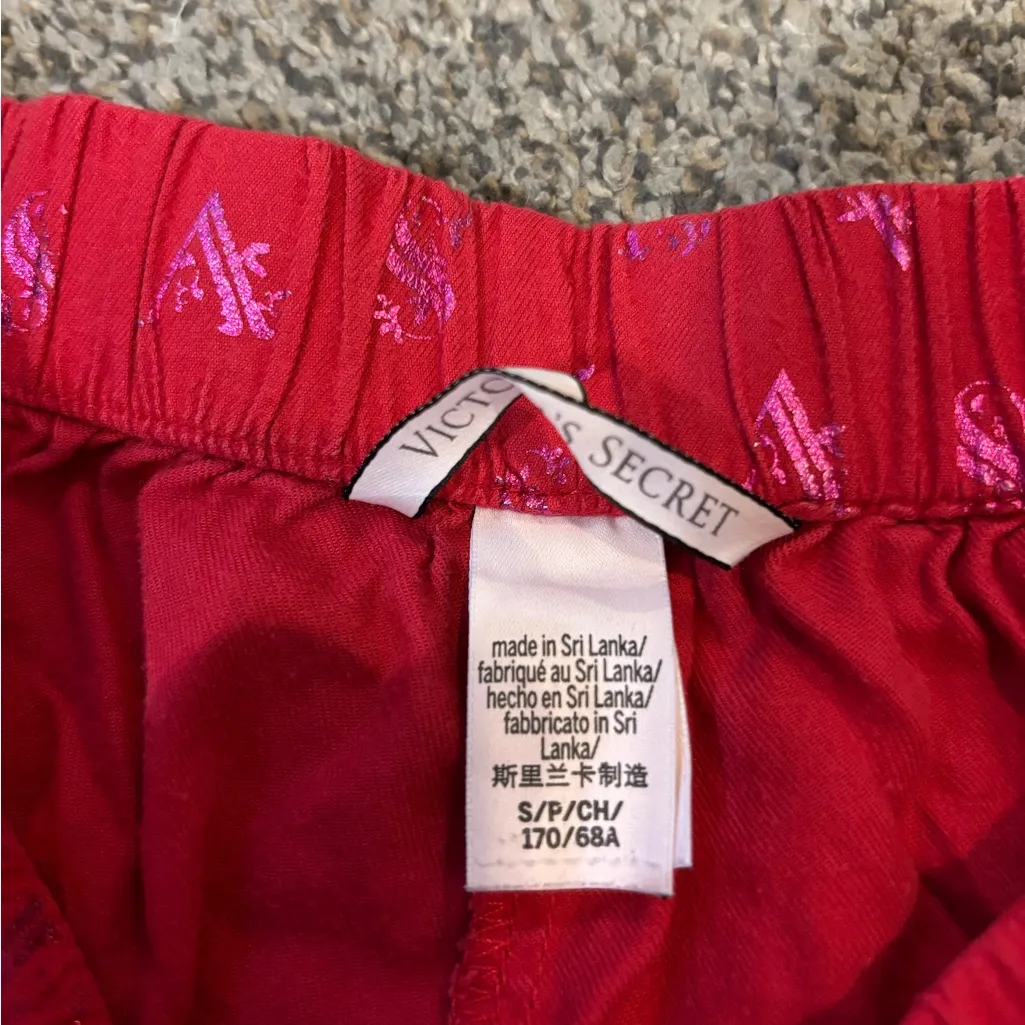 VICTO 'S SECRET
made in Sri Lanka/
fabriqué au Sri Lanka/
hecho en Sri Lanka/
fabbricato in Sri
Lanka/
斯里兰卡制造
S/P/CH/
170/68A